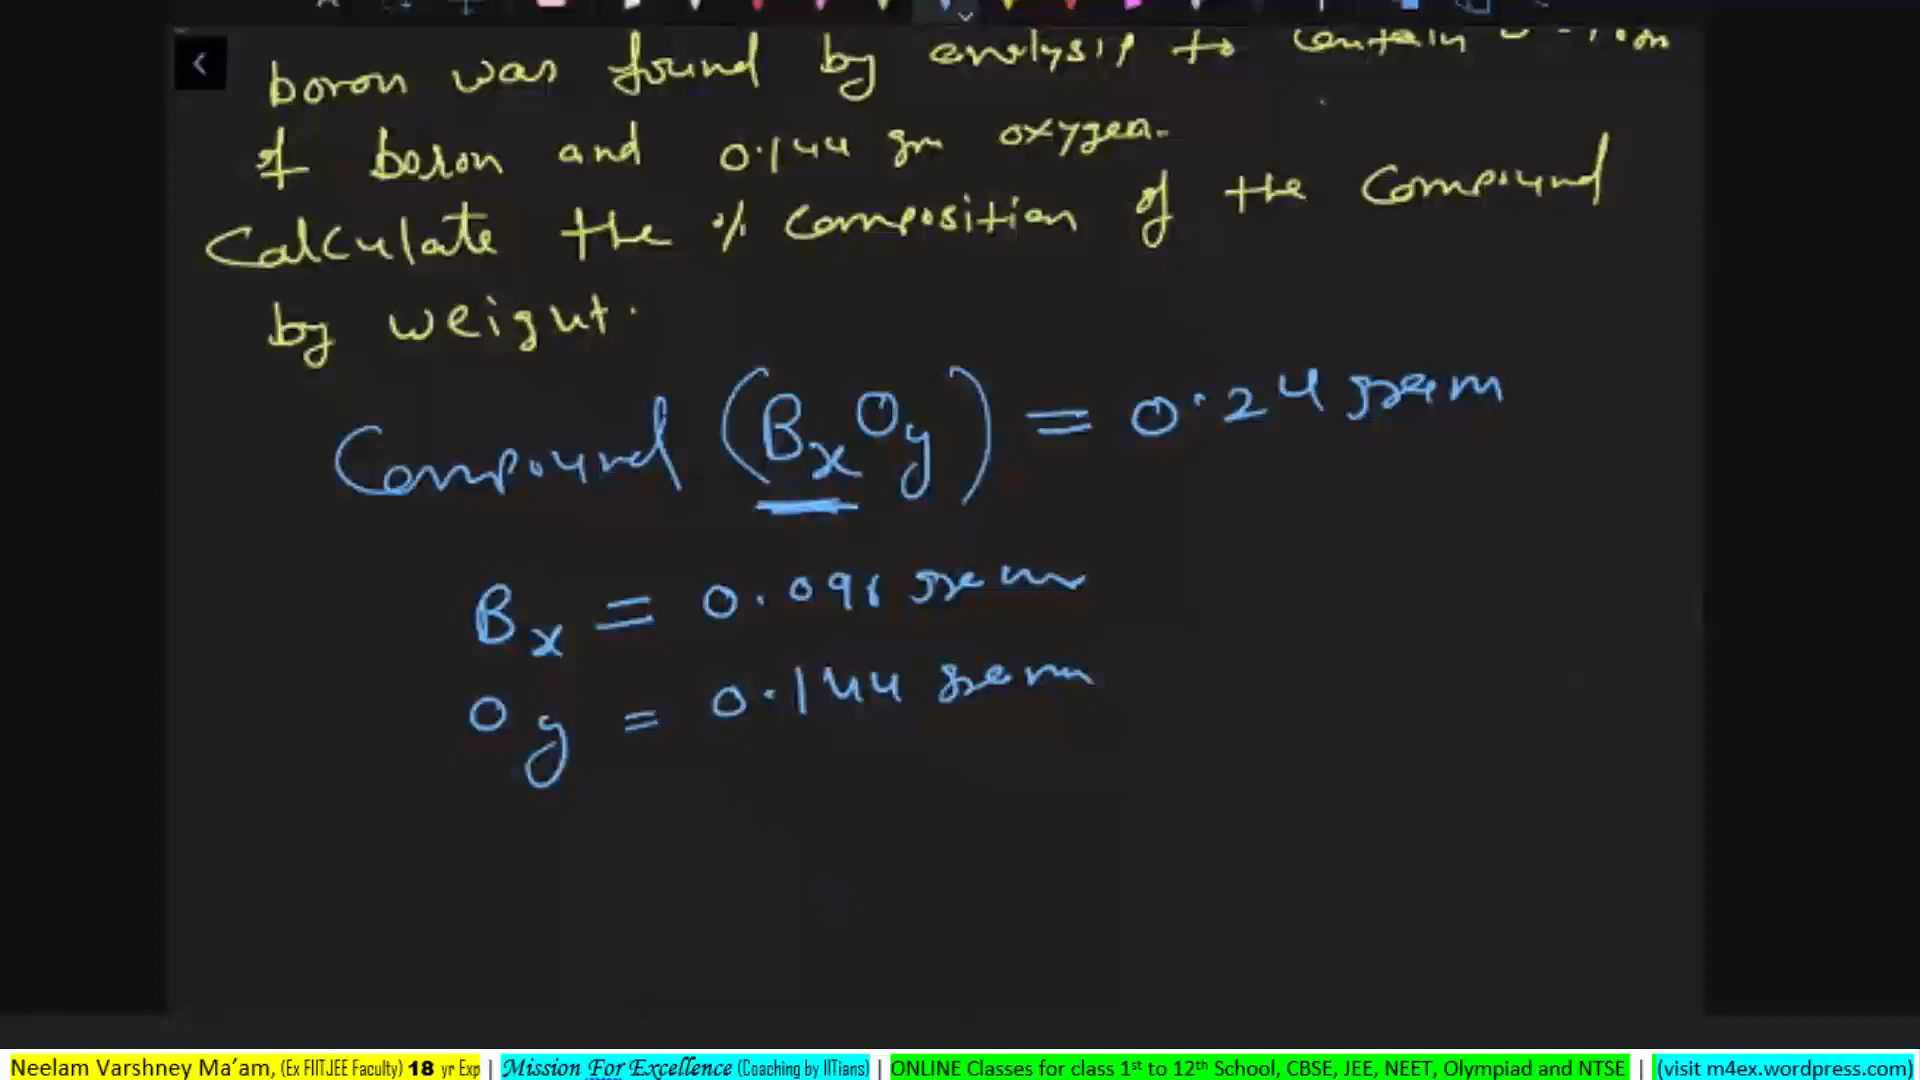 boron was found by analysis to contain
of boron and 0.144 gm oxygen.
Calculate the % composition of the compound
by weight.
Compound (BxOy) = 0.24 gram
Bx = 0.096 gram
Oy = 0.144 gram
Neelam Varshney Ma’am, (Ex FIITJEE Faculty) 18 yr Exp | Mission For Excellence (Coaching by IITians) | ONLINE Classes for class 1st to 12th School, CBSE, JEE, NEET, Olympiad and NTSE | (visit m4ex.wordpress.com)